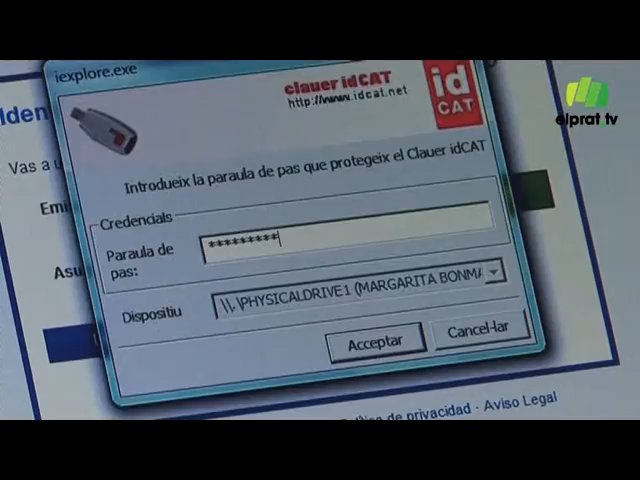 iexplore.exe
clauer idCAT
http://www.idcat.net
id
CAT
elprat tv
Iden
Vas a u
Introdueix la paraula de pas que protegeix el Clauer idCAT
Emi
Credencials
Paraula de
pas:
*********
Asu
Dispositiu
\\.\PHYSICALDRIVE1 (MARGARITA BONMA
Acceptar
Cancel·lar
de privacidad - Aviso Legal